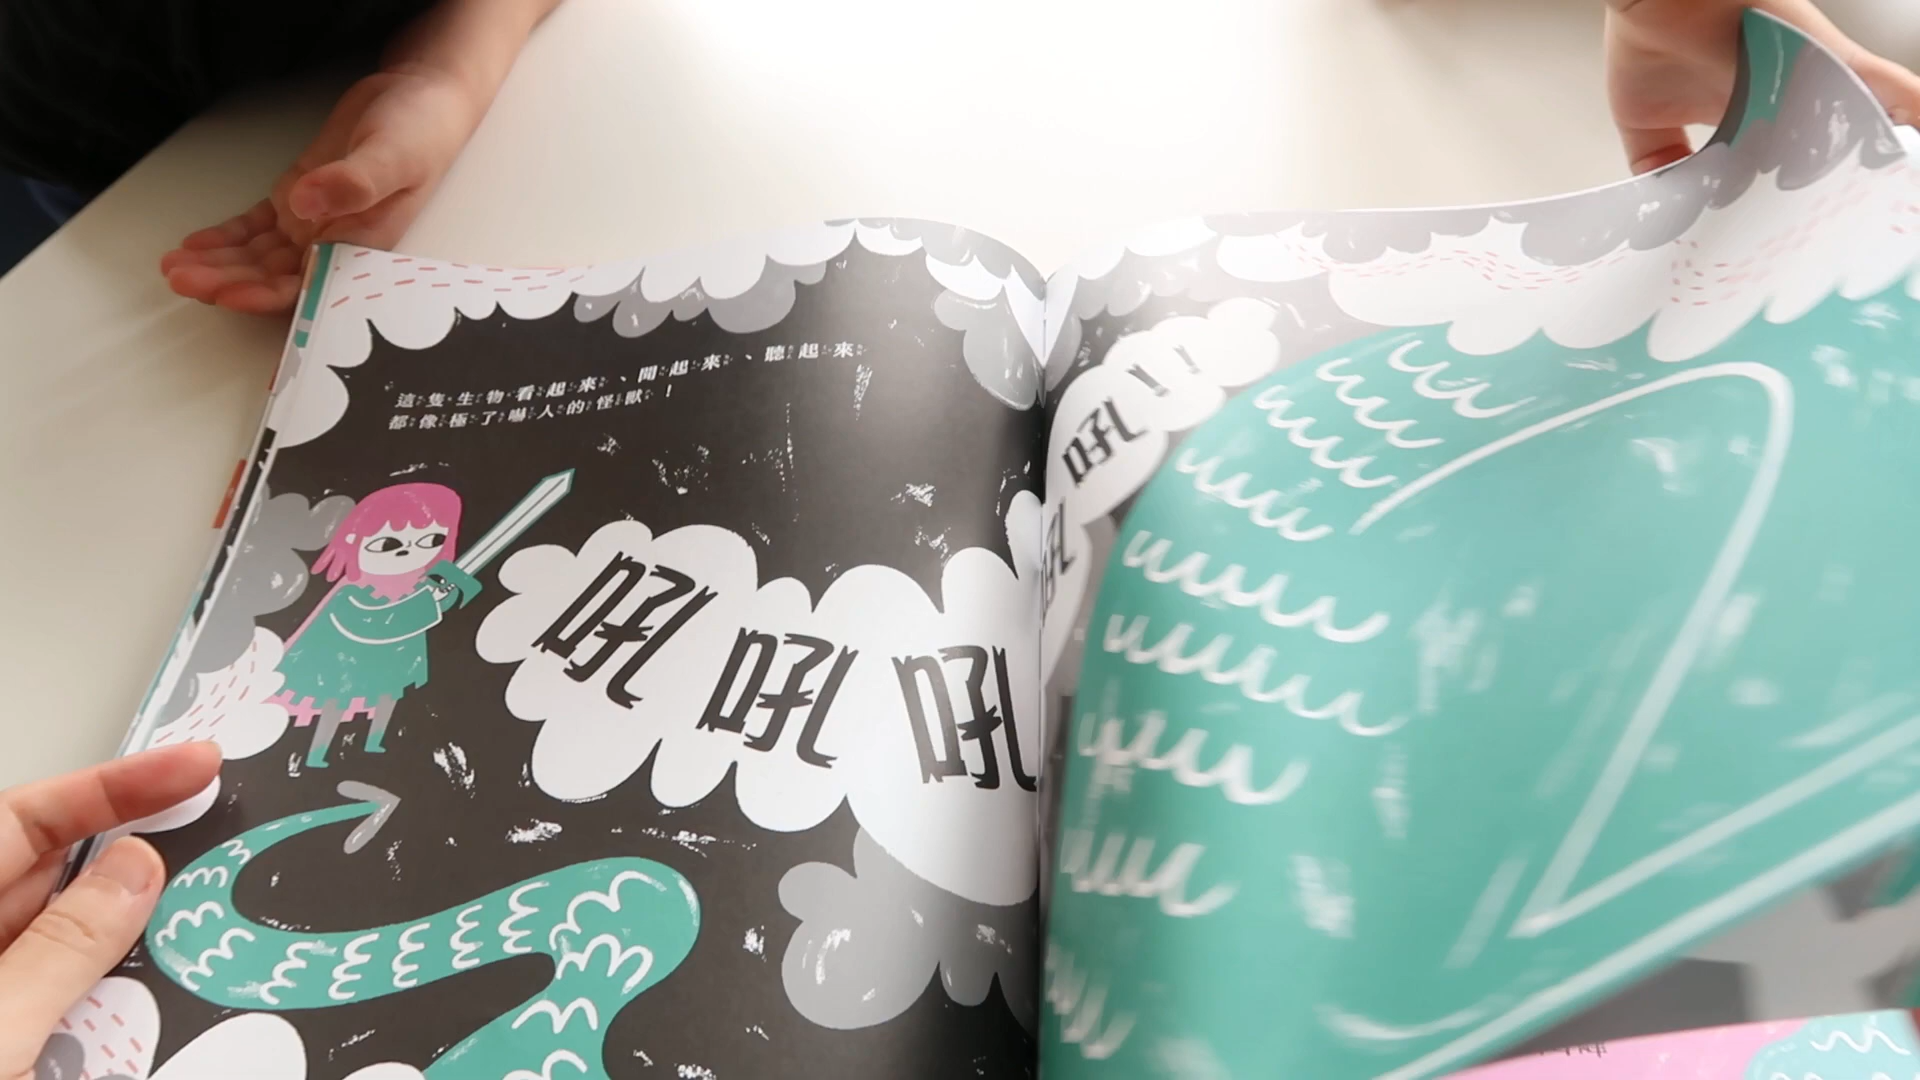 這隻生物看起來、聞起來、聽起來
都像極了嚇人的怪獸！
吼吼吼
吼！！